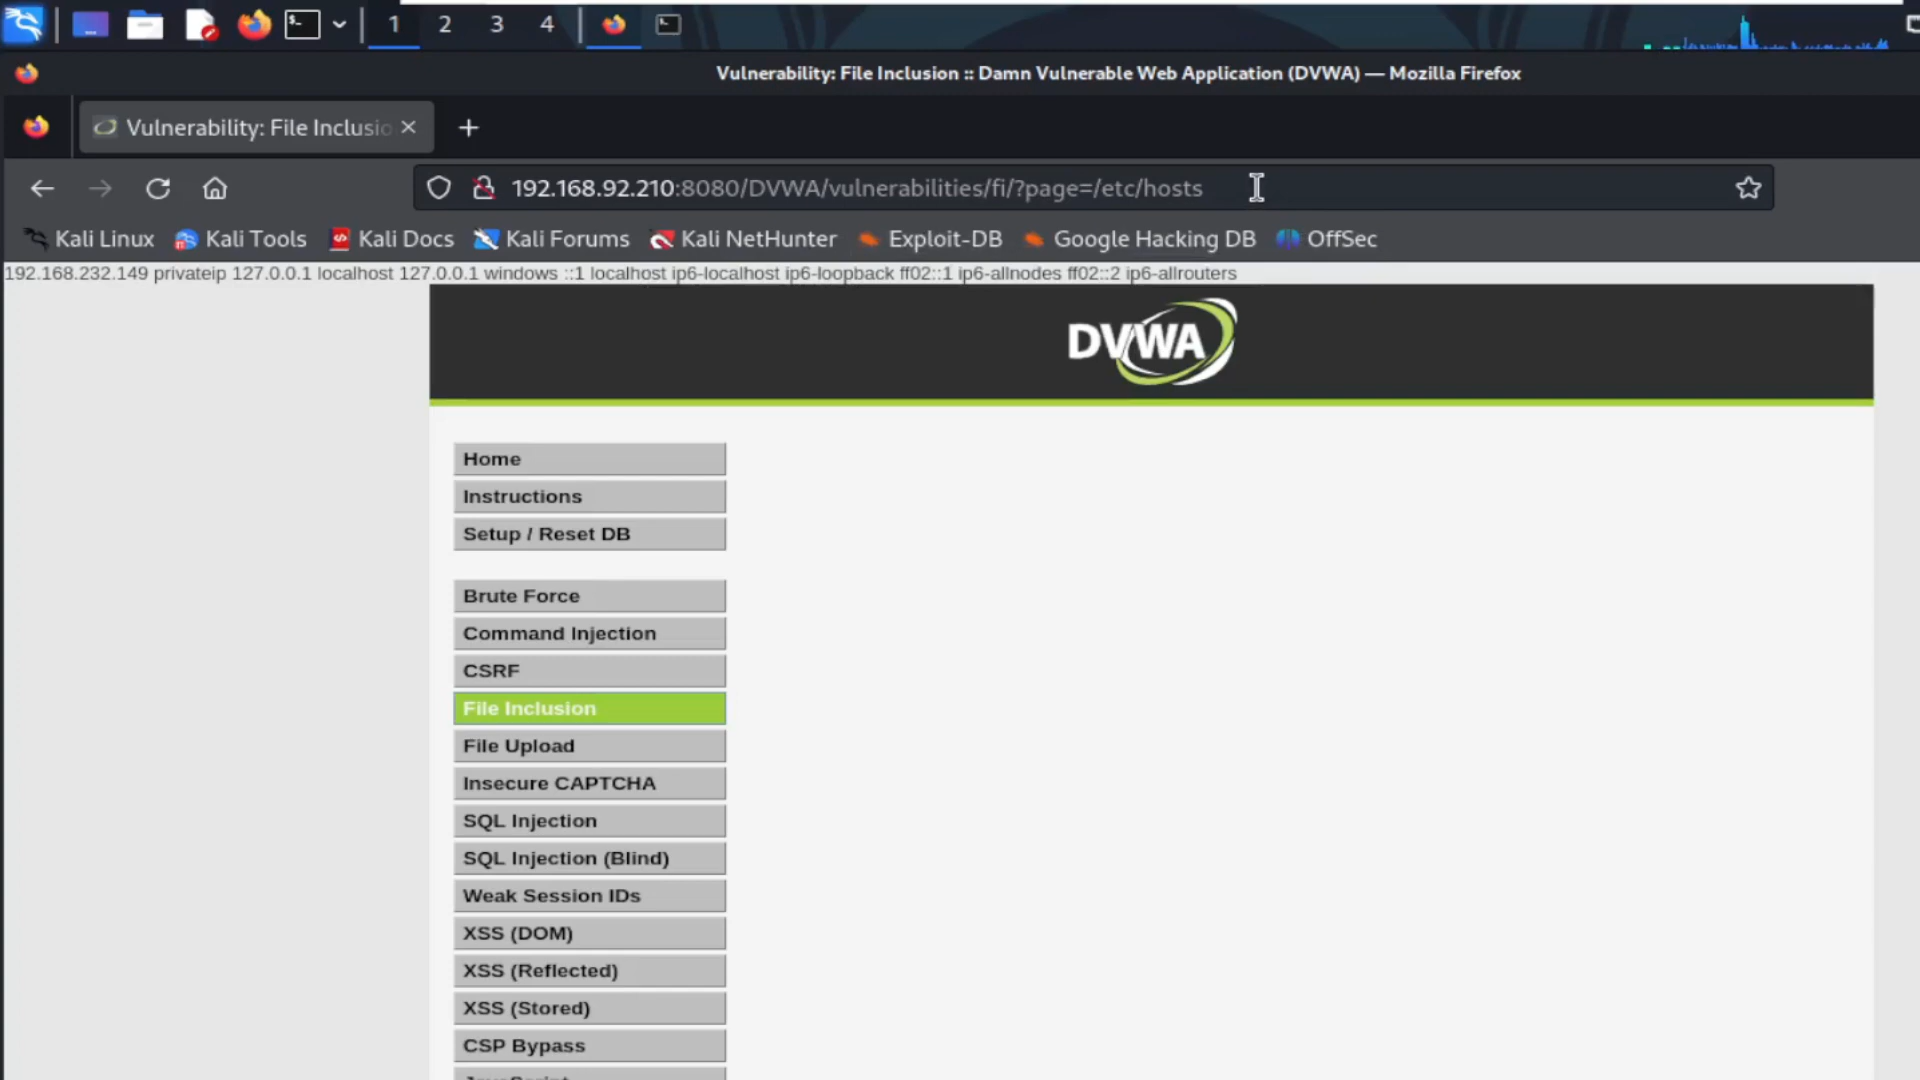 1 2 3 4
Vulnerability: File Inclusion :: Damn Vulnerable Web Application (DVWA) — Mozilla Firefox
Vulnerability: File Inclusio
192.168.92.210:8080/DVWA/vulnerabilities/fi/?page=/etc/hosts
Kali Linux Kali Tools Kali Docs Kali Forums Kali NetHunter Exploit-DB Google Hacking DB OffSec
192.168.232.149 privateip 127.0.0.1 localhost 127.0.0.1 windows ::1 localhost ip6-localhost ip6-loopback ff02::1 ip6-allnodes ff02::2 ip6-allrouters
DVWA
Home
Instructions
Setup / Reset DB
Brute Force
Command Injection
CSRF
File Inclusion
File Upload
Insecure CAPTCHA
SQL Injection
SQL Injection (Blind)
Weak Session IDs
XSS (DOM)
XSS (Reflected)
XSS (Stored)
CSP Bypass